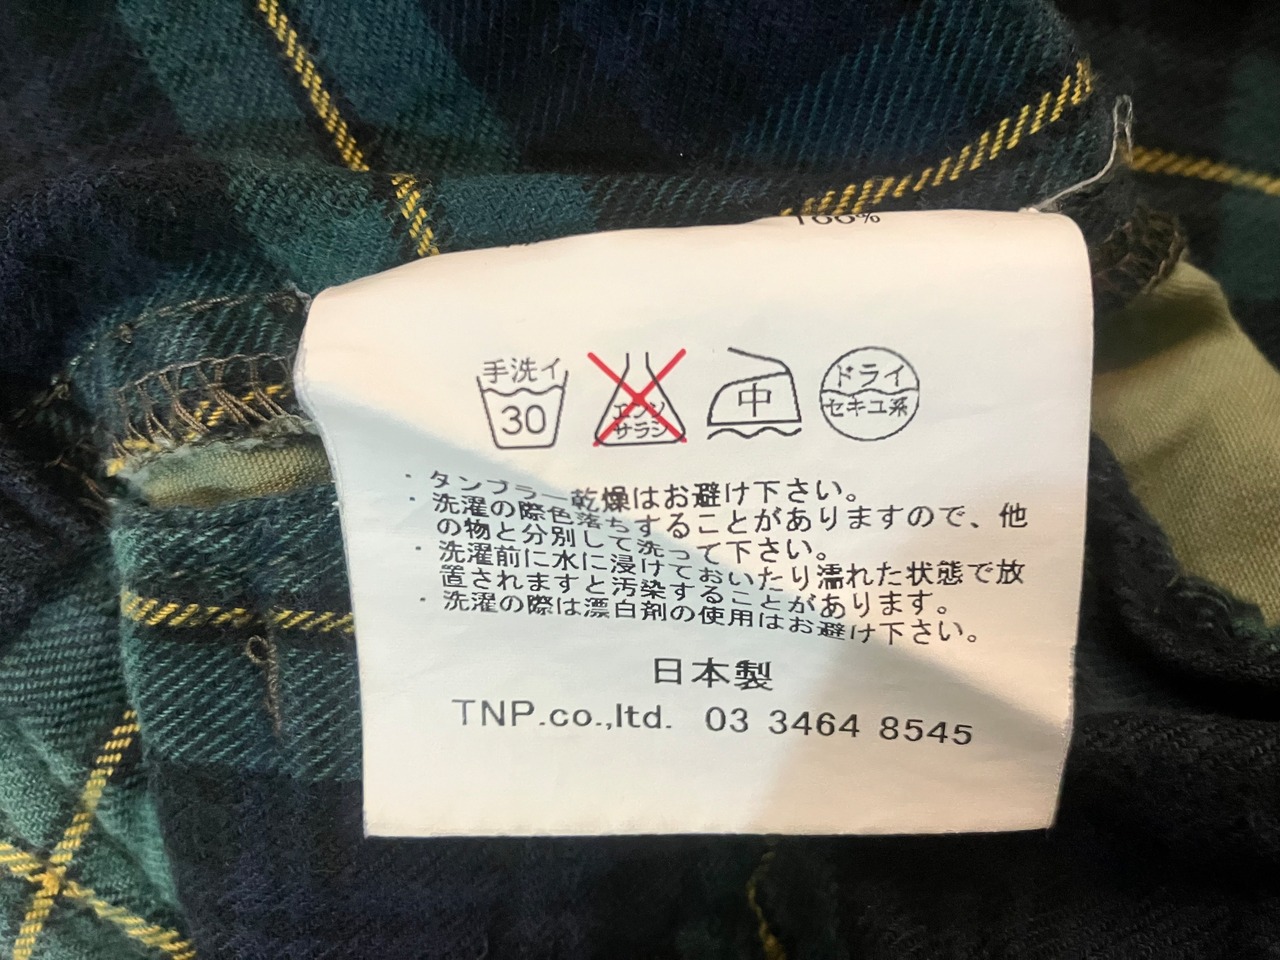 100%
手洗イ
30
エンソ
サラシ
中
ドライ
セキユ系
・タンブラー乾燥はお避け下さい。
・洗濯の際色落ちすることがありますので、他
の物と分別して洗って下さい。
・洗濯前に水に浸けておいたり濡れた状態で放
置されますと汚染することがあります。
・洗濯の際は漂白剤の使用はお避け下さい。
日本製
TNP.co.,ltd. 03 3464 8545